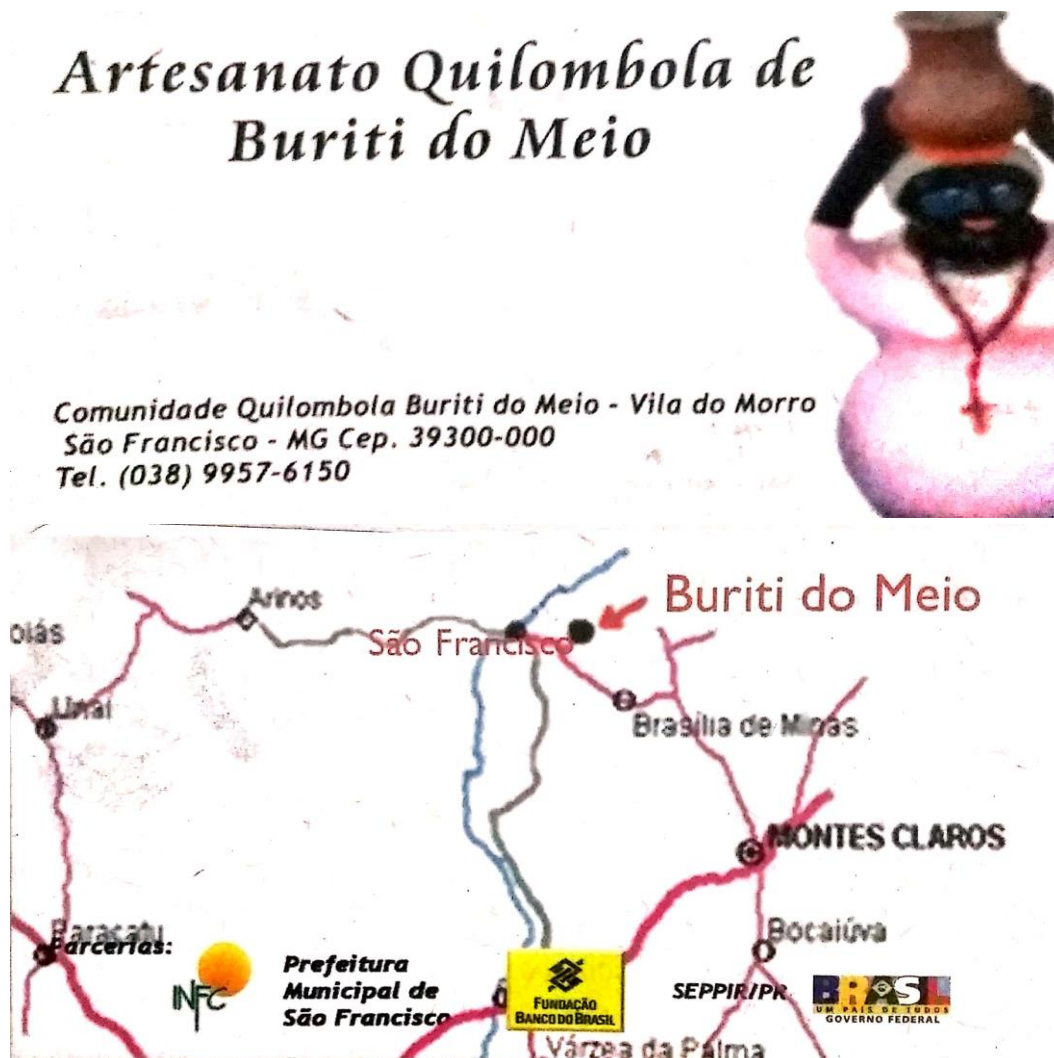 Artesanato Quilombola de
Buriti do Meio
Comunidade Quilombola Buriti do Meio - Vila do Morro
São Francisco - MG Cep. 39300-000
Tel. (038) 9957-6150
Buriti do Meio
Arinos
oiás
São Francisco
Unaí
Brasília de Minas
MONTES CLAROS
Paracatu
Bocaiúva
Parcerias:
INFC
Prefeitura
Municipal de
São Francisco
FUNDAÇÃO
BANCO DO BRASIL
SEPPIR/PR
BRASIL
UM PAÍS DE TODOS
GOVERNO FEDERAL
Várzea da Palma